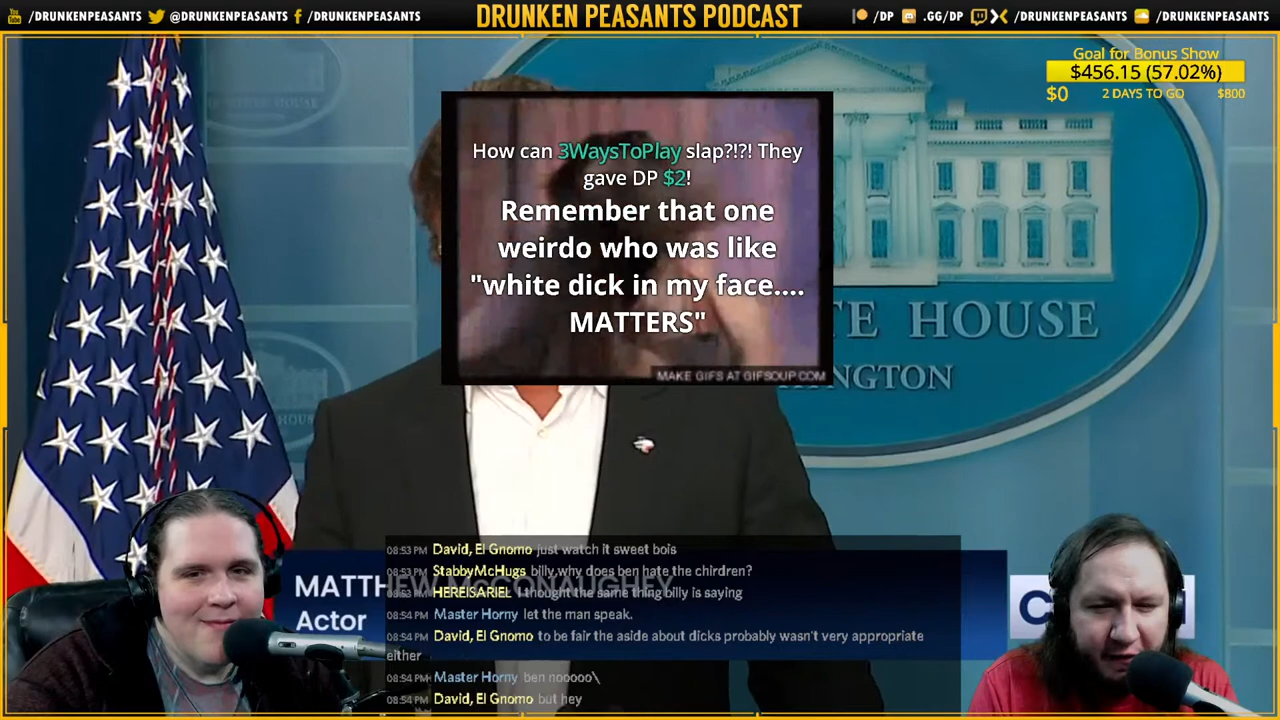 You Tube /DRUNKENPEASANTS @DRUNKENPEASANTS /DRUNKENPEASANTS
DRUNKEN PEASANTS PODCAST
/DP .GG/DP /DRUNKENPEASANTS /DRUNKENPEASANTS
Goal for Bonus Show
$456.15 (57.02%)
$0 2 DAYS TO GO $800
How can 3WaysToPlay slap?!?! They
gave DP $2!
Remember that one
weirdo who was like
"white dick in my face....
MATTERS"
MAKE GIFS AT GIFSOUP.COM
TE HOUSE
NGTON
08:53 PM David, El Gnomo just watch it sweet bois
08:53 PM StabbyMcHugs billy,why does ben hate the chirdren?
08:53 PM HEREISARIEL I thought the same thing billy is saying
08:54 PM Master Horny let the man speak.
08:54 PM David, El Gnomo to be fair the aside about dicks probably wasn't very appropriate
either
08:54 PM Master Horny ben nooooo\
08:54 PM David, El Gnomo but hey
MATTHEW McCONAUGHEY
Actor
C